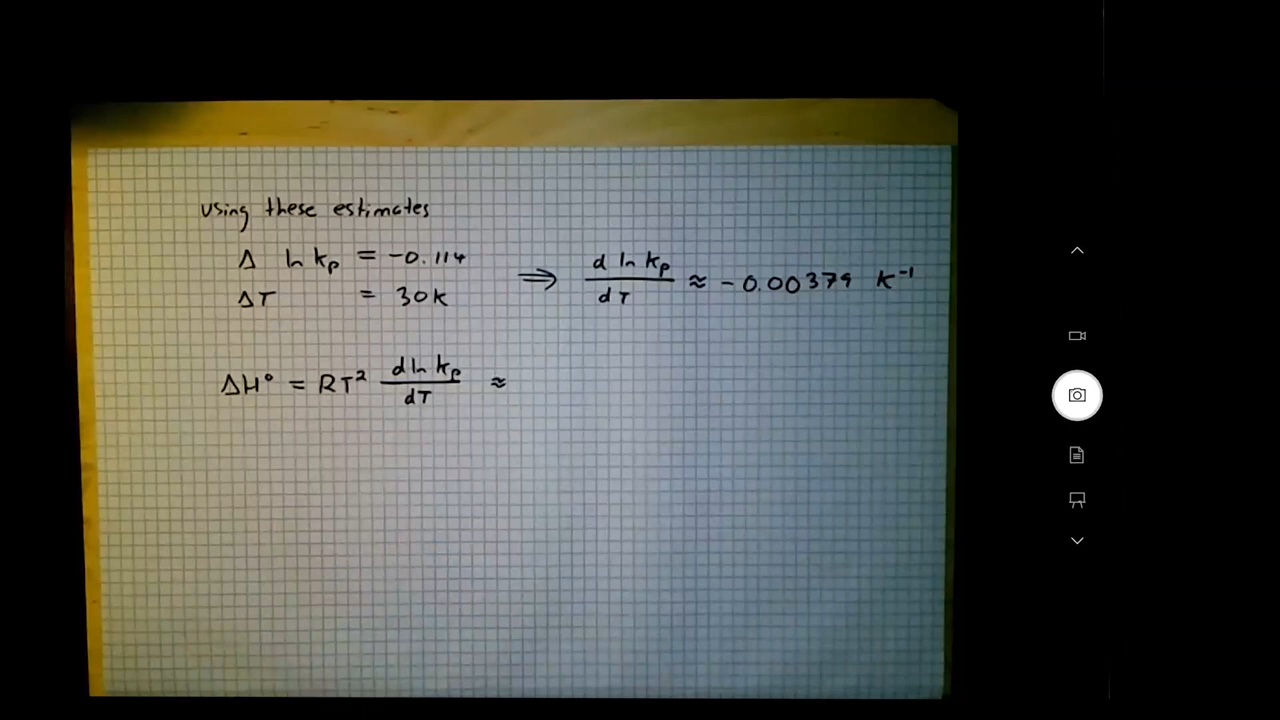 using these estimates
Δ ln kp = -0.114
ΔT = 30K
⟹ d ln kp / dT ≈ -0.00379 K⁻¹
ΔH° = RT² d ln kp / dT ≈